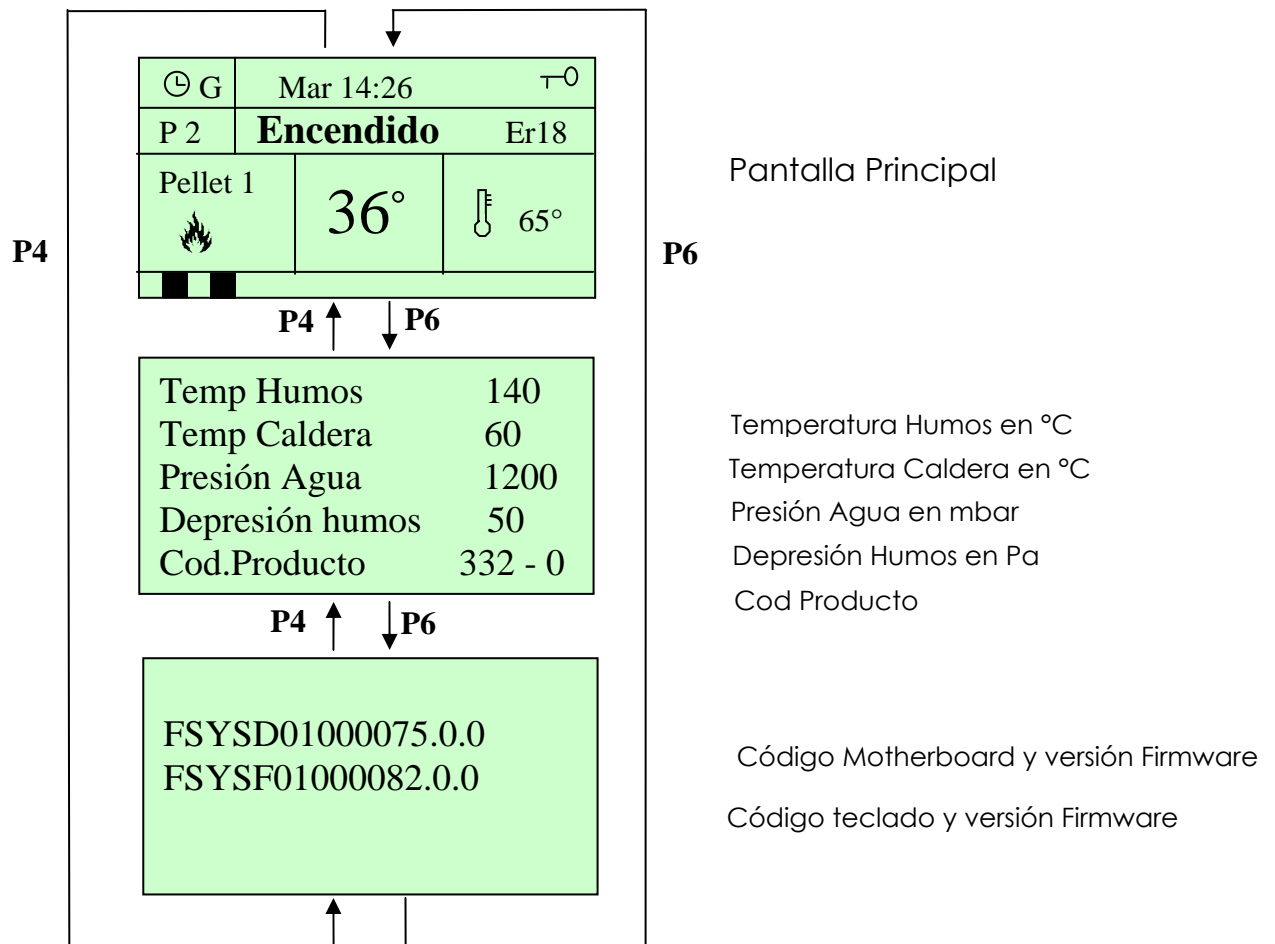 G Mar 14:26
P 2 Encendido Er18
Pellet 1
36° 65°
Pantalla Principal
P4
P6
P4 P6
Temp Humos 140
Temp Caldera 60
Presión Agua 1200
Depresión humos 50
Cod.Producto 332 - 0
Temperatura Humos en °C
Temperatura Caldera en °C
Presión Agua en mbar
Depresión Humos en Pa
Cod Producto
P4 P6
FSYSD01000075.0.0
FSYSF01000082.0.0
Código Motherboard y versión Firmware
Código teclado y versión Firmware